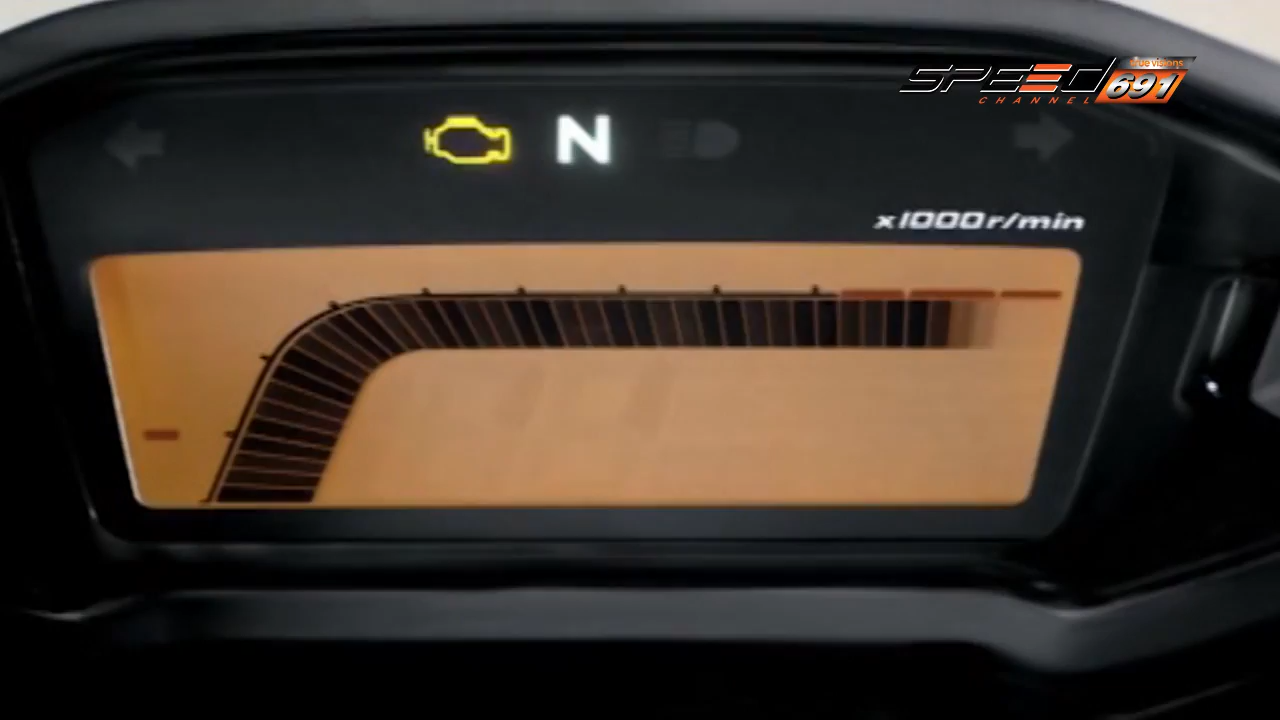 true visions
SPEED
CHANNEL 691
N
x1000r/min